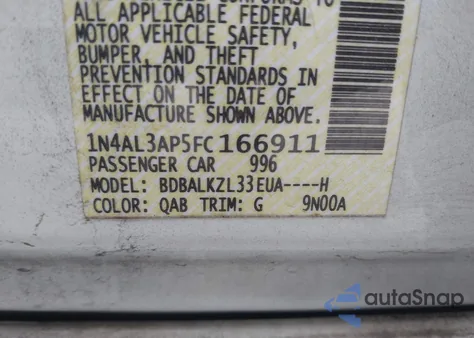 ALL APPLICABLE FEDERAL
MOTOR VEHICLE SAFETY,
BUMPER, AND THEFT
PREVENTION STANDARDS IN
EFFECT ON THE DATE OF
MANUFACTURE SHOWN ABOVE.
1N4AL3AP5FC166911
PASSENGER CAR 996
MODEL: BDBALKZL33EUA----H
COLOR: QAB TRIM: G 9N00A
autoSnap